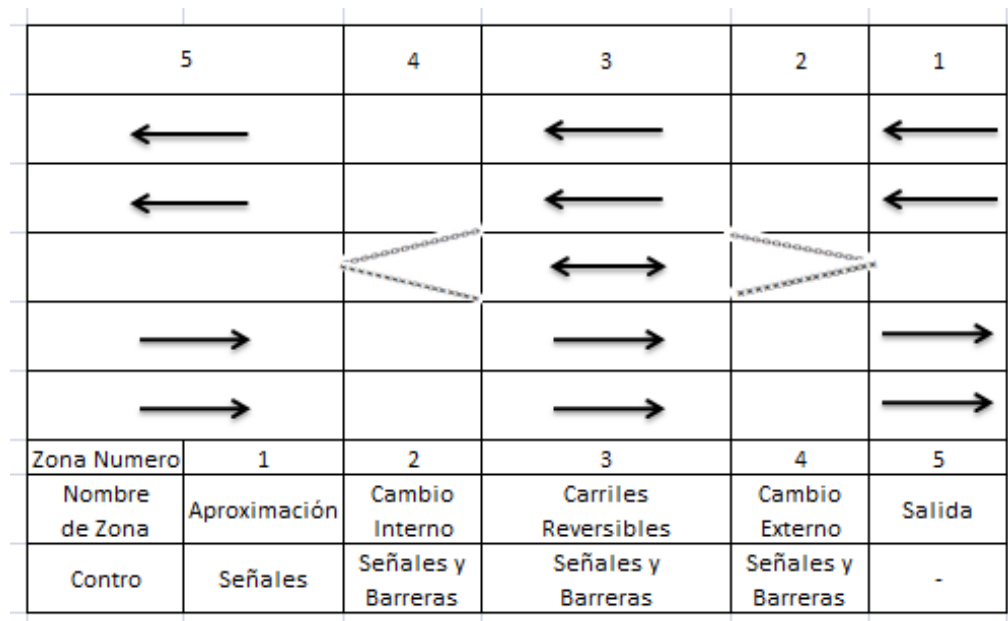 5 4 3 2 1
Zona Numero 1 2 3 4 5
Nombre Cambio Carriles Cambio
de Zona Aproximación Interno Reversibles Externo Salida
Contro Señales Señales y Señales y Señales y -
Barreras Barreras Barreras